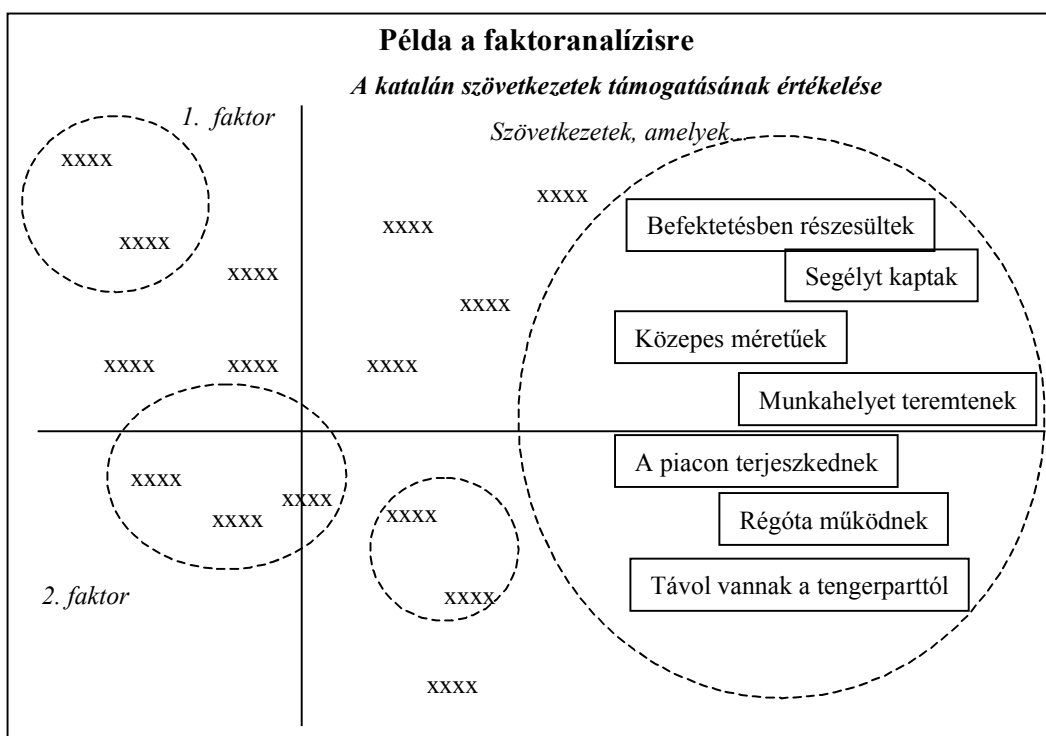 Példa a faktoranalízisre
A katalán szövetkezetek támogatásának értékelése
1. faktor
Szövetkezetek, amelyek...
xxxx
xxxx
xxxx
xxxx
xxxx
xxxx
xxxx
xxxx
xxxx
Befektetésben részesültek
Segélyt kaptak
Közepes méretűek
Munkahelyet teremtenek
A piacon terjeszkednek
Régóta működnek
Távol vannak a tengerparttól
xxxx
xxxx
xxxx
xxxx
xxxx
2. faktor
xxxx